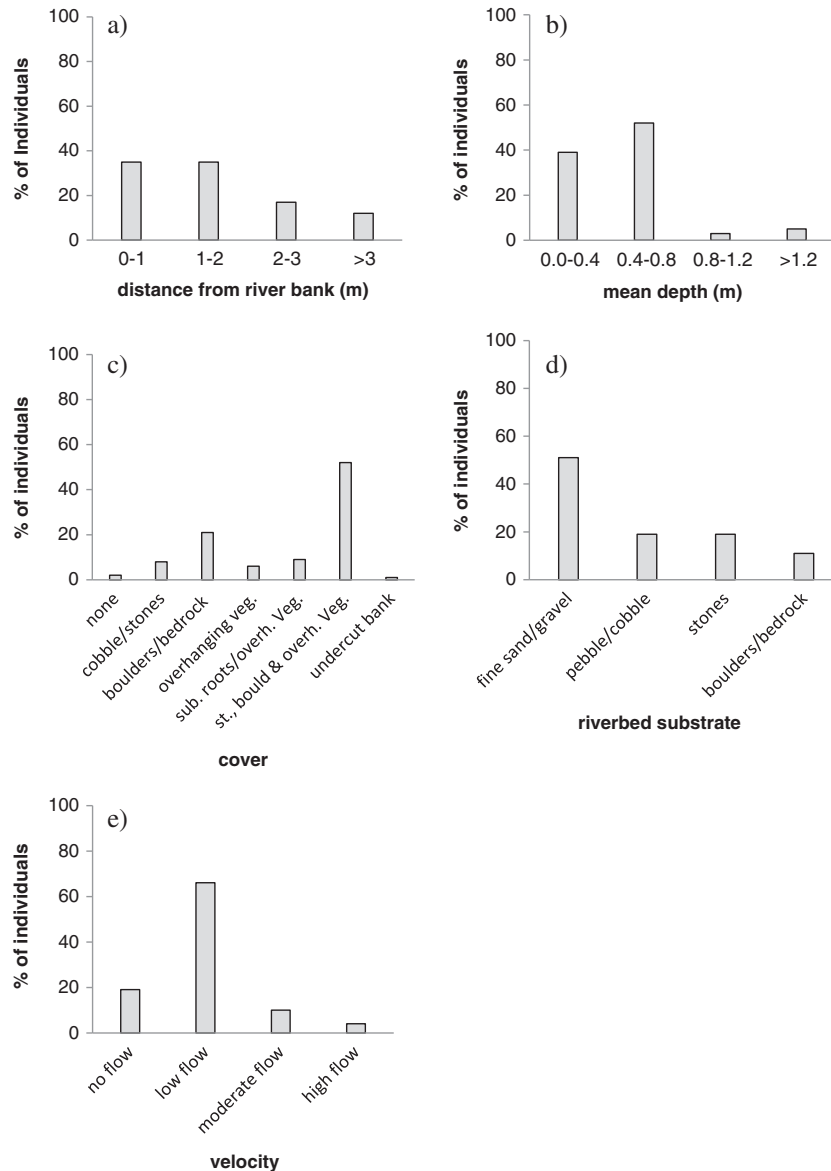 a)
% of Individuals
100
80
60
40
20
0
0-1 1-2 2-3 >3
distance from river bank (m)
b)
% of individuals
100
80
60
40
20
0
0.0-0.4 0.4-0.8 0.8-1.2 >1.2
mean depth (m)
c)
% of individuals
100
80
60
40
20
0
none
cobble/stones
boulders/bedrock
overhanging veg.
sub. roots/overh. Veg.
st., bould & overh. Veg.
undercut bank
cover
d)
% of individuals
100
80
60
40
20
0
fine sand/gravel
pebble/cobble
stones
boulders/bedrock
riverbed substrate
e)
% of individuals
100
80
60
40
20
0
no flow
low flow
moderate flow
high flow
velocity